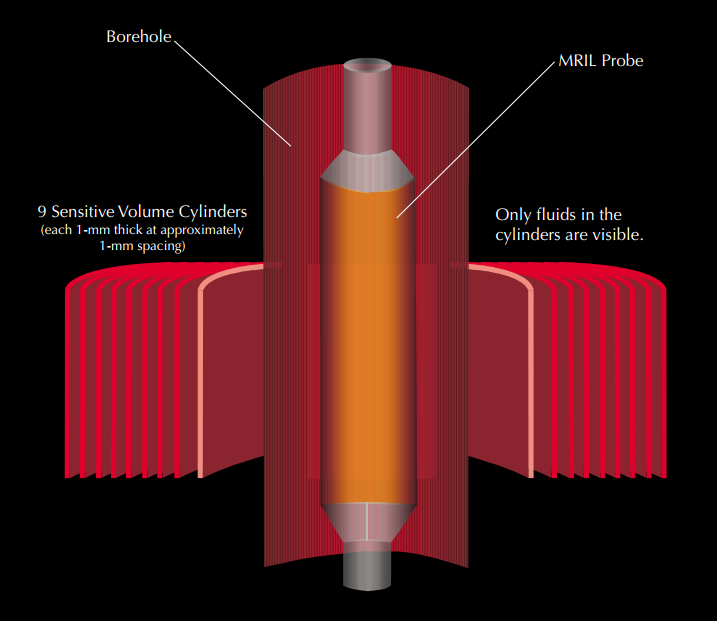 Borehole
MRIL Probe
9 Sensitive Volume Cylinders
(each 1-mm thick at approximately
1-mm spacing)
Only fluids in the
cylinders are visible.